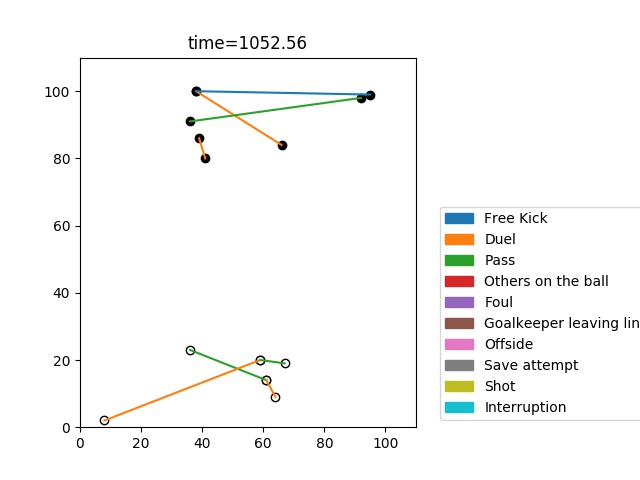 time=1052.56
100
80
60
40
20
0
0 20 40 60 80 100
Free Kick
Duel
Pass
Others on the ball
Foul
Goalkeeper leaving lin
Offside
Save attempt
Shot
Interruption